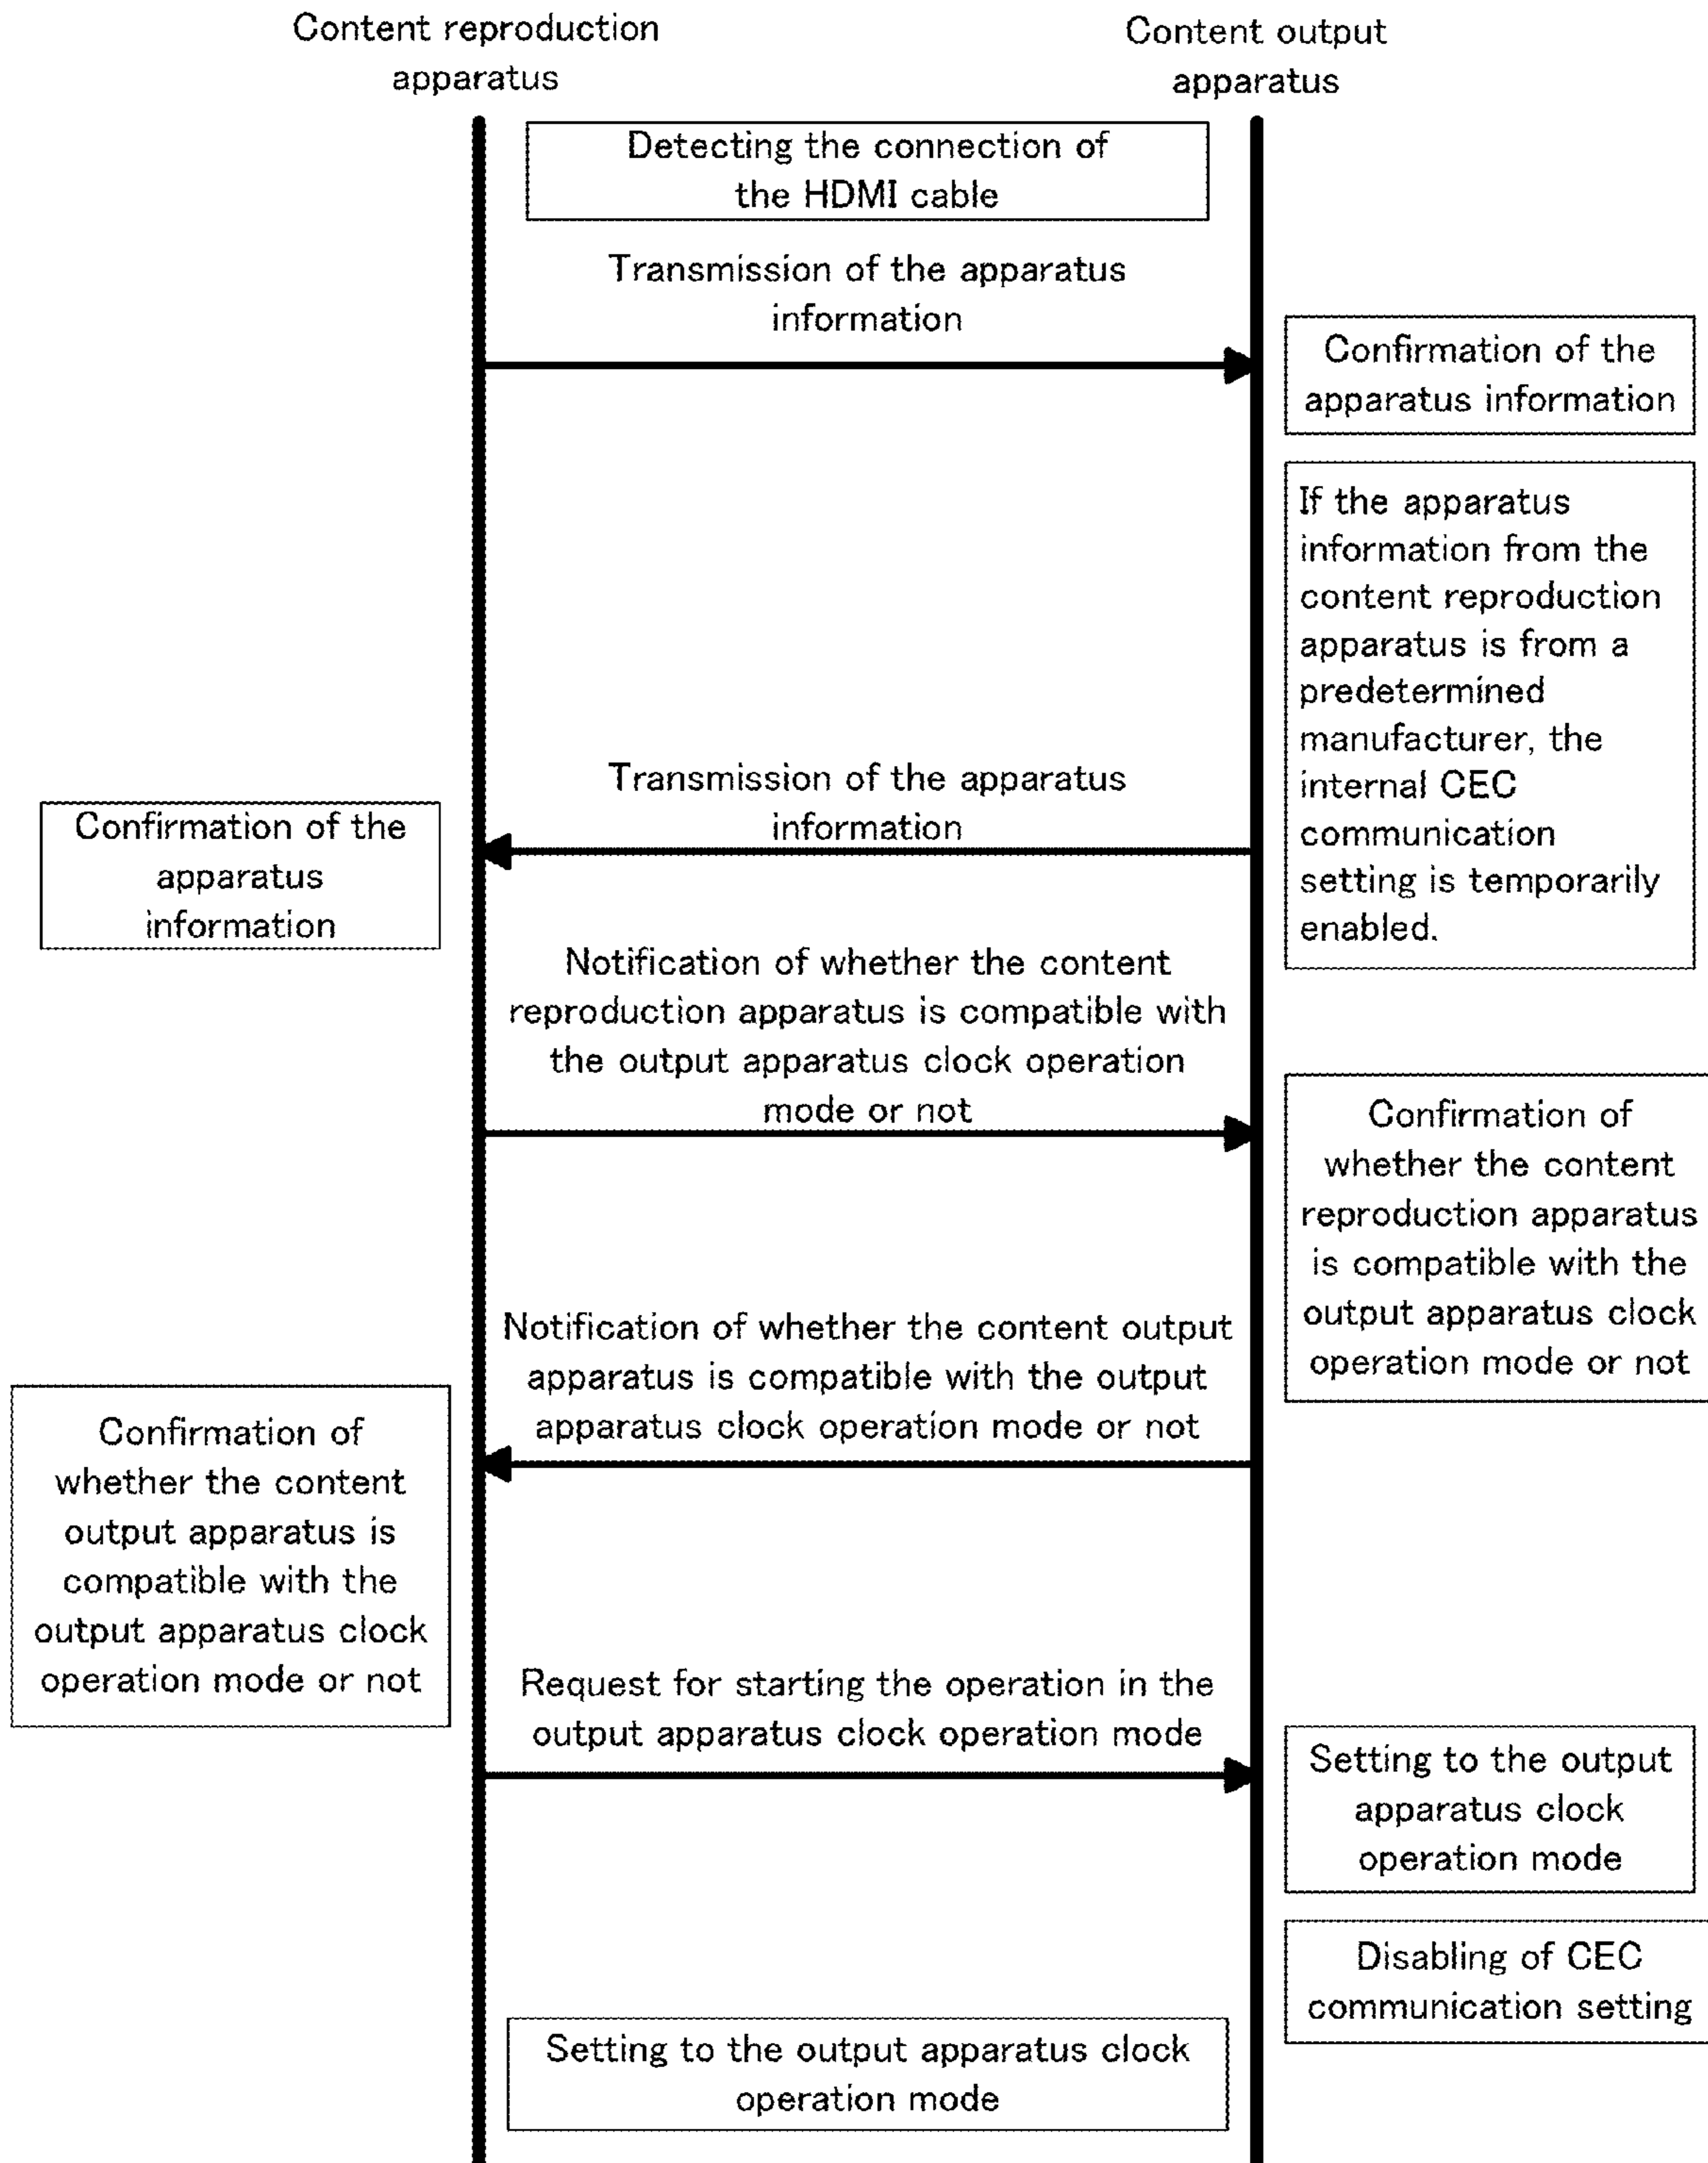 Content reproduction
apparatus
Content output
apparatus
Detecting the connection of
the HDMI cable
Transmission of the apparatus
information
Confirmation of the
apparatus information
If the apparatus
information from the
content reproduction
apparatus is from a
predetermined
manufacturer, the
internal CEC
communication
setting is temporarily
enabled.
Transmission of the apparatus
information
Confirmation of the
apparatus
information
Notification of whether the content
reproduction apparatus is compatible with
the output apparatus clock operation
mode or not
Confirmation of
whether the content
reproduction apparatus
is compatible with the
output apparatus clock
operation mode or not
Notification of whether the content output
apparatus is compatible with the output
apparatus clock operation mode or not
Confirmation of
whether the content
output apparatus is
compatible with the
output apparatus clock
operation mode or not
Request for starting the operation in the
output apparatus clock operation mode
Setting to the output
apparatus clock
operation mode
Disabling of CEC
communication setting
Setting to the output apparatus clock
operation mode